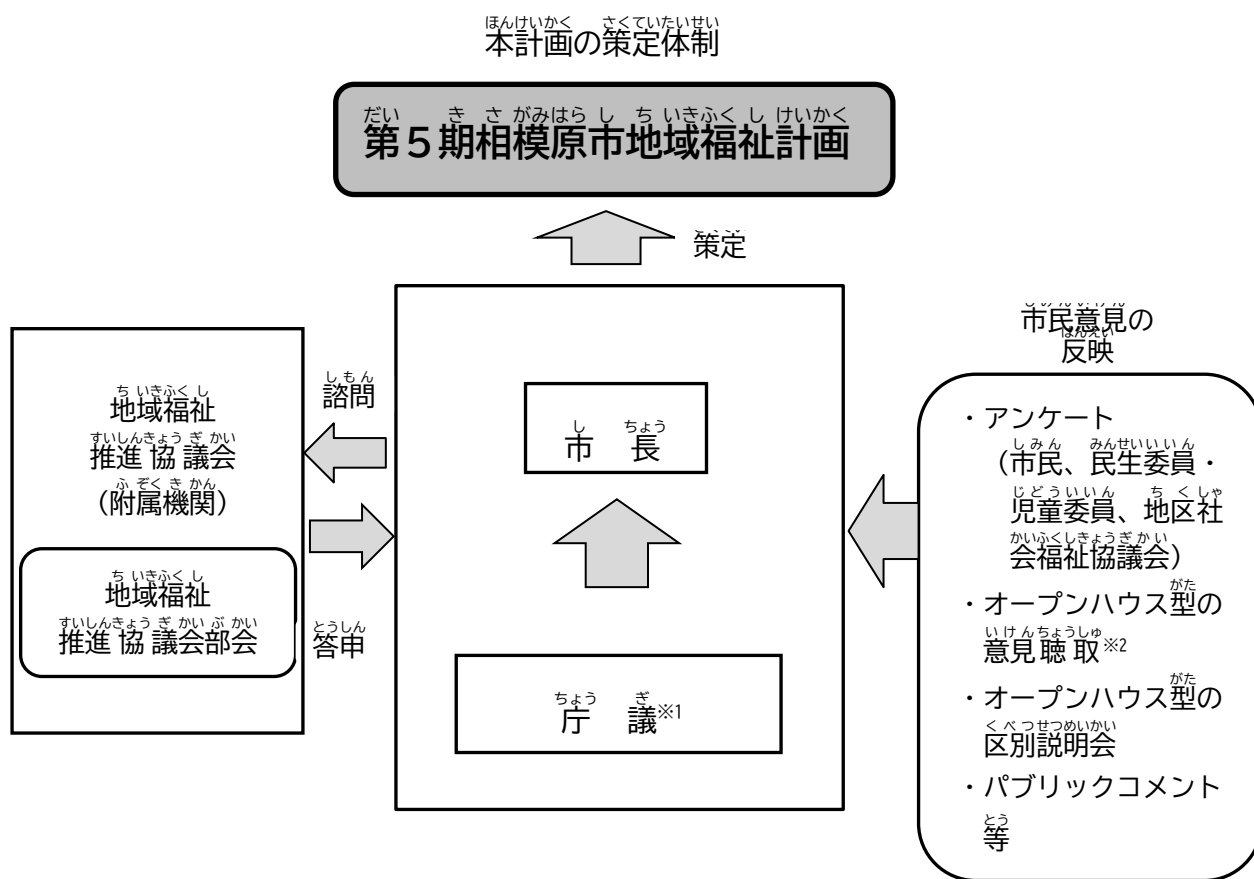 本計画の策定体制
第５期相模原市地域福祉計画
策定
市民意見の
反映
地域福祉
推進協議会
（附属機関）
地域福祉
推進協議会部会
諮問
答申
市　長
庁　議※1
・アンケート
（市民、民生委員・
児童委員、地区社
会福祉協議会）
・オープンハウス型の
意見聴取※2
・オープンハウス型の
区別説明会
・パブリックコメント
等